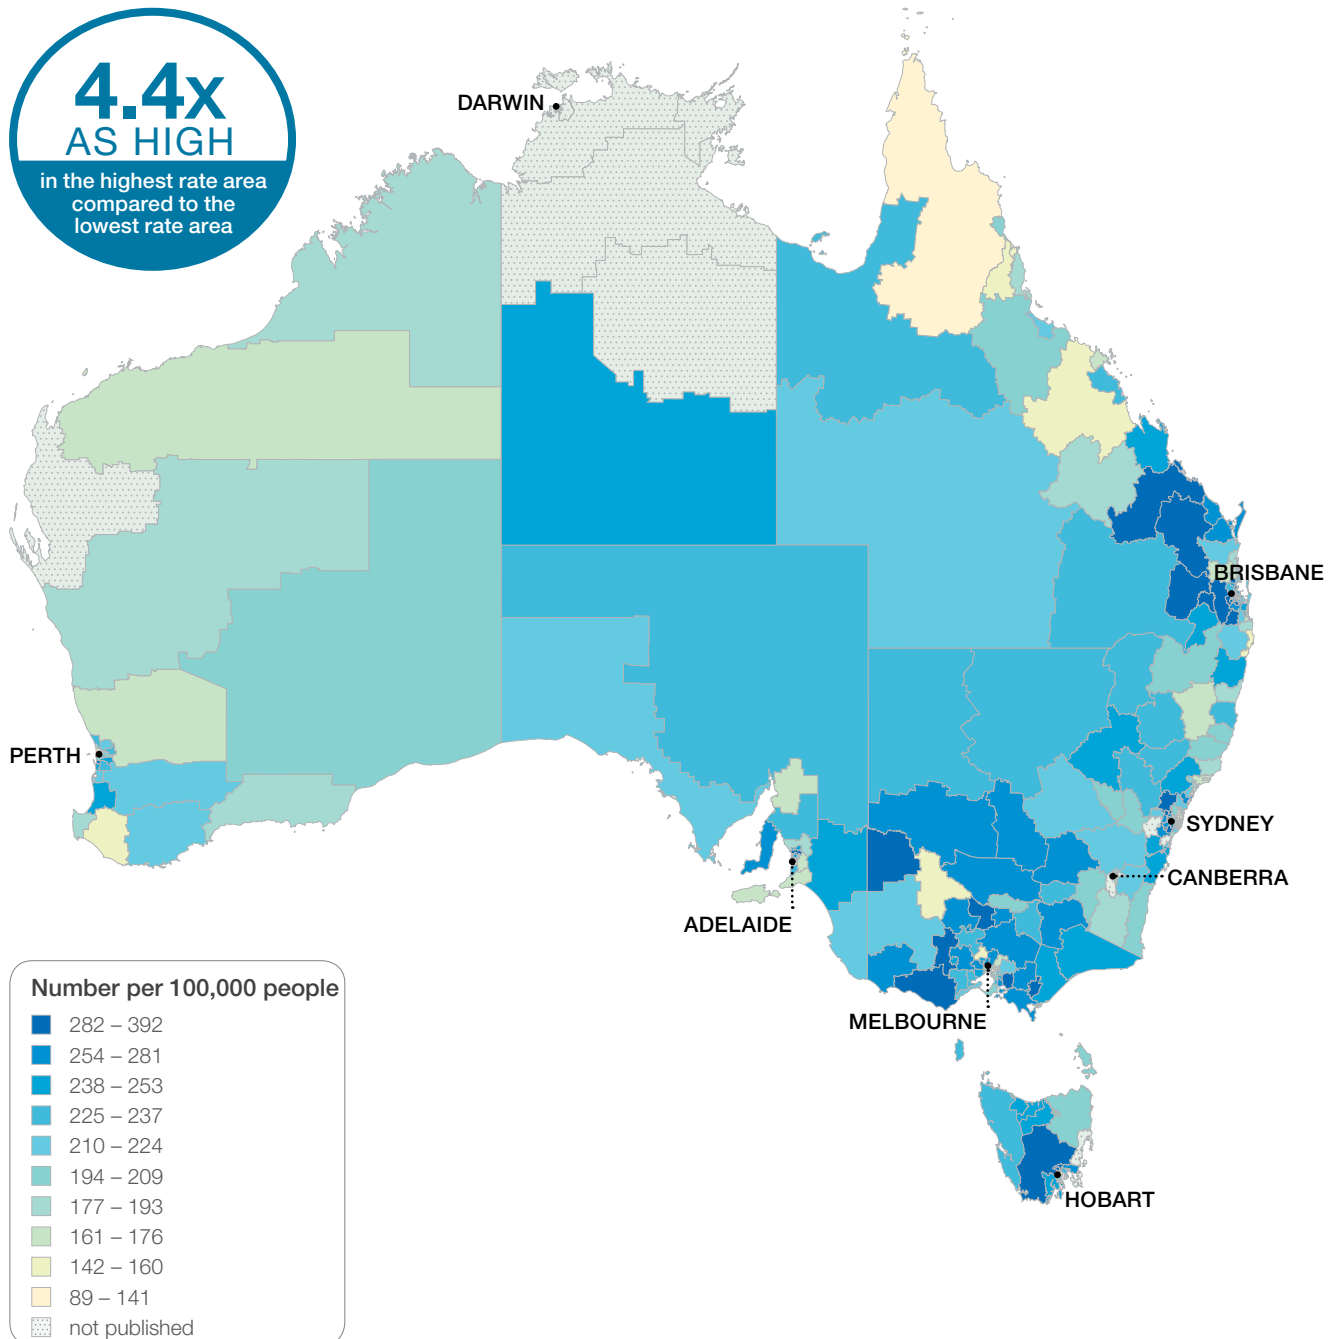 4.4x
AS HIGH
in the highest rate area
compared to the
lowest rate area
DARWIN
BRISBANE
PERTH
SYDNEY
CANBERRA
ADELAIDE
MELBOURNE
HOBART
Number per 100,000 people
282 – 392
254 – 281
238 – 253
225 – 237
210 – 224
194 – 209
177 – 193
161 – 176
142 – 160
89 – 141
not published